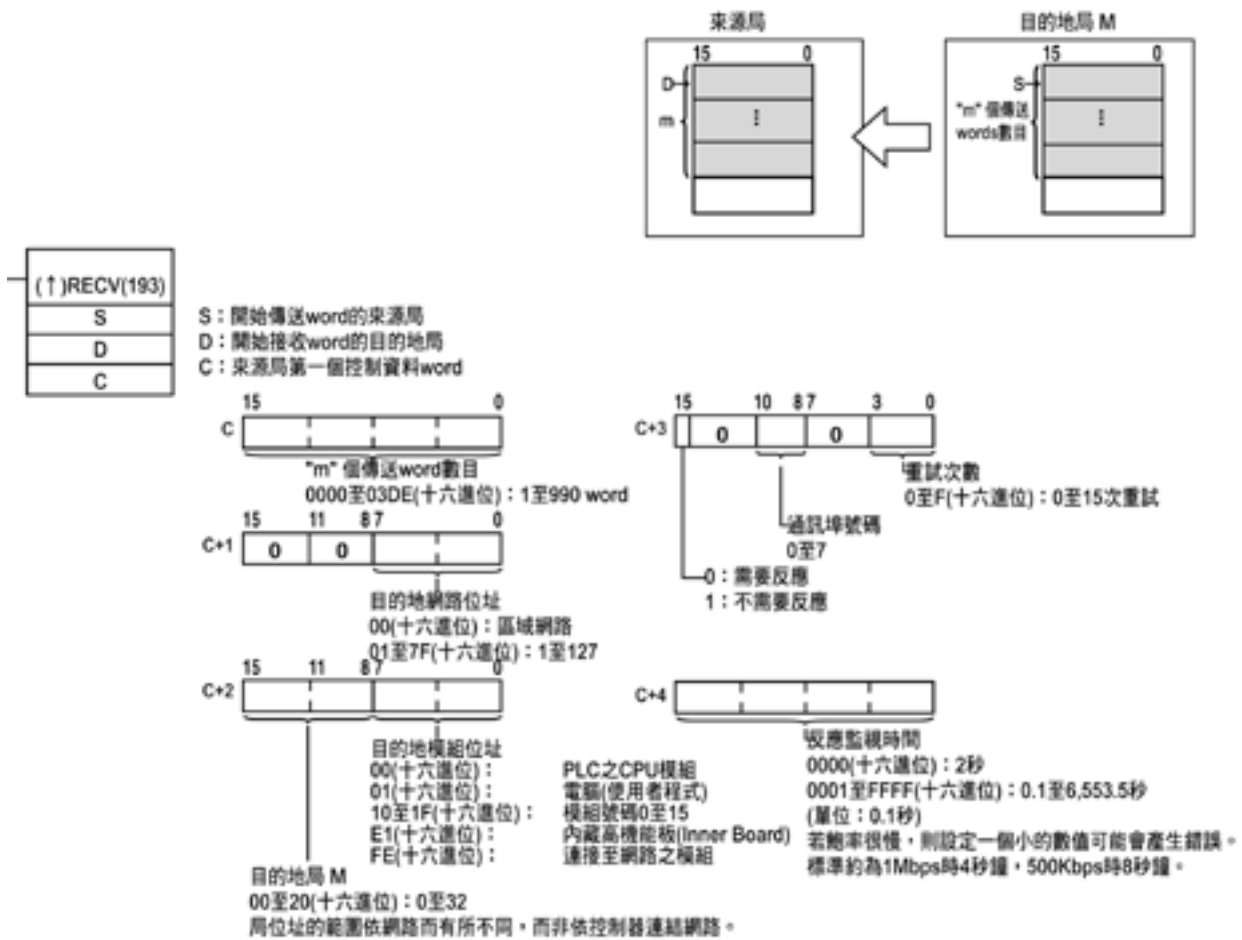 來源局
目的地局 M
15 0
15 0
D
S
m
"m" 個傳送
words數目
⋮
⋮
(↑)RECV(193)
S
D
C
S：開始傳送word的來源局
D：開始接收word的目的地局
C：來源局第一個控制資料word
15 0
C
"m" 個傳送word數目
0000至03DE(十六進位)：1至990 word
15 11 8 7 0
C+1 0 0
目的地網路位址
00(十六進位)：區域網路
01至7F(十六進位)：1至127
15 11 8 7 0
C+2
目的地模組位址
00(十六進位)： PLC之CPU模組
01(十六進位)： 電腦(使用者程式)
10至1F(十六進位)： 模組號碼0至15
E1(十六進位)： 內藏高機能板(Inner Board)
FE(十六進位)： 連接至網路之模組
目的地局 M
00至20(十六進位)：0至32
局位址的範圍依網路而有所不同，而非依控制器連結網路。
15 10 8 7 3 0
C+3 0 0
重試次數
0至F(十六進位)：0至15次重試
通訊埠號碼
0至7
0：需要反應
1：不需要反應
C+4
反應監視時間
0000(十六進位)：2秒
0001至FFFF(十六進位)：0.1至6,553.5秒
(單位：0.1秒)
若鮑率很慢，則設定一個小的數值可能會產生錯誤。
標準約為1Mbps時4秒鐘，500Kbps時8秒鐘。